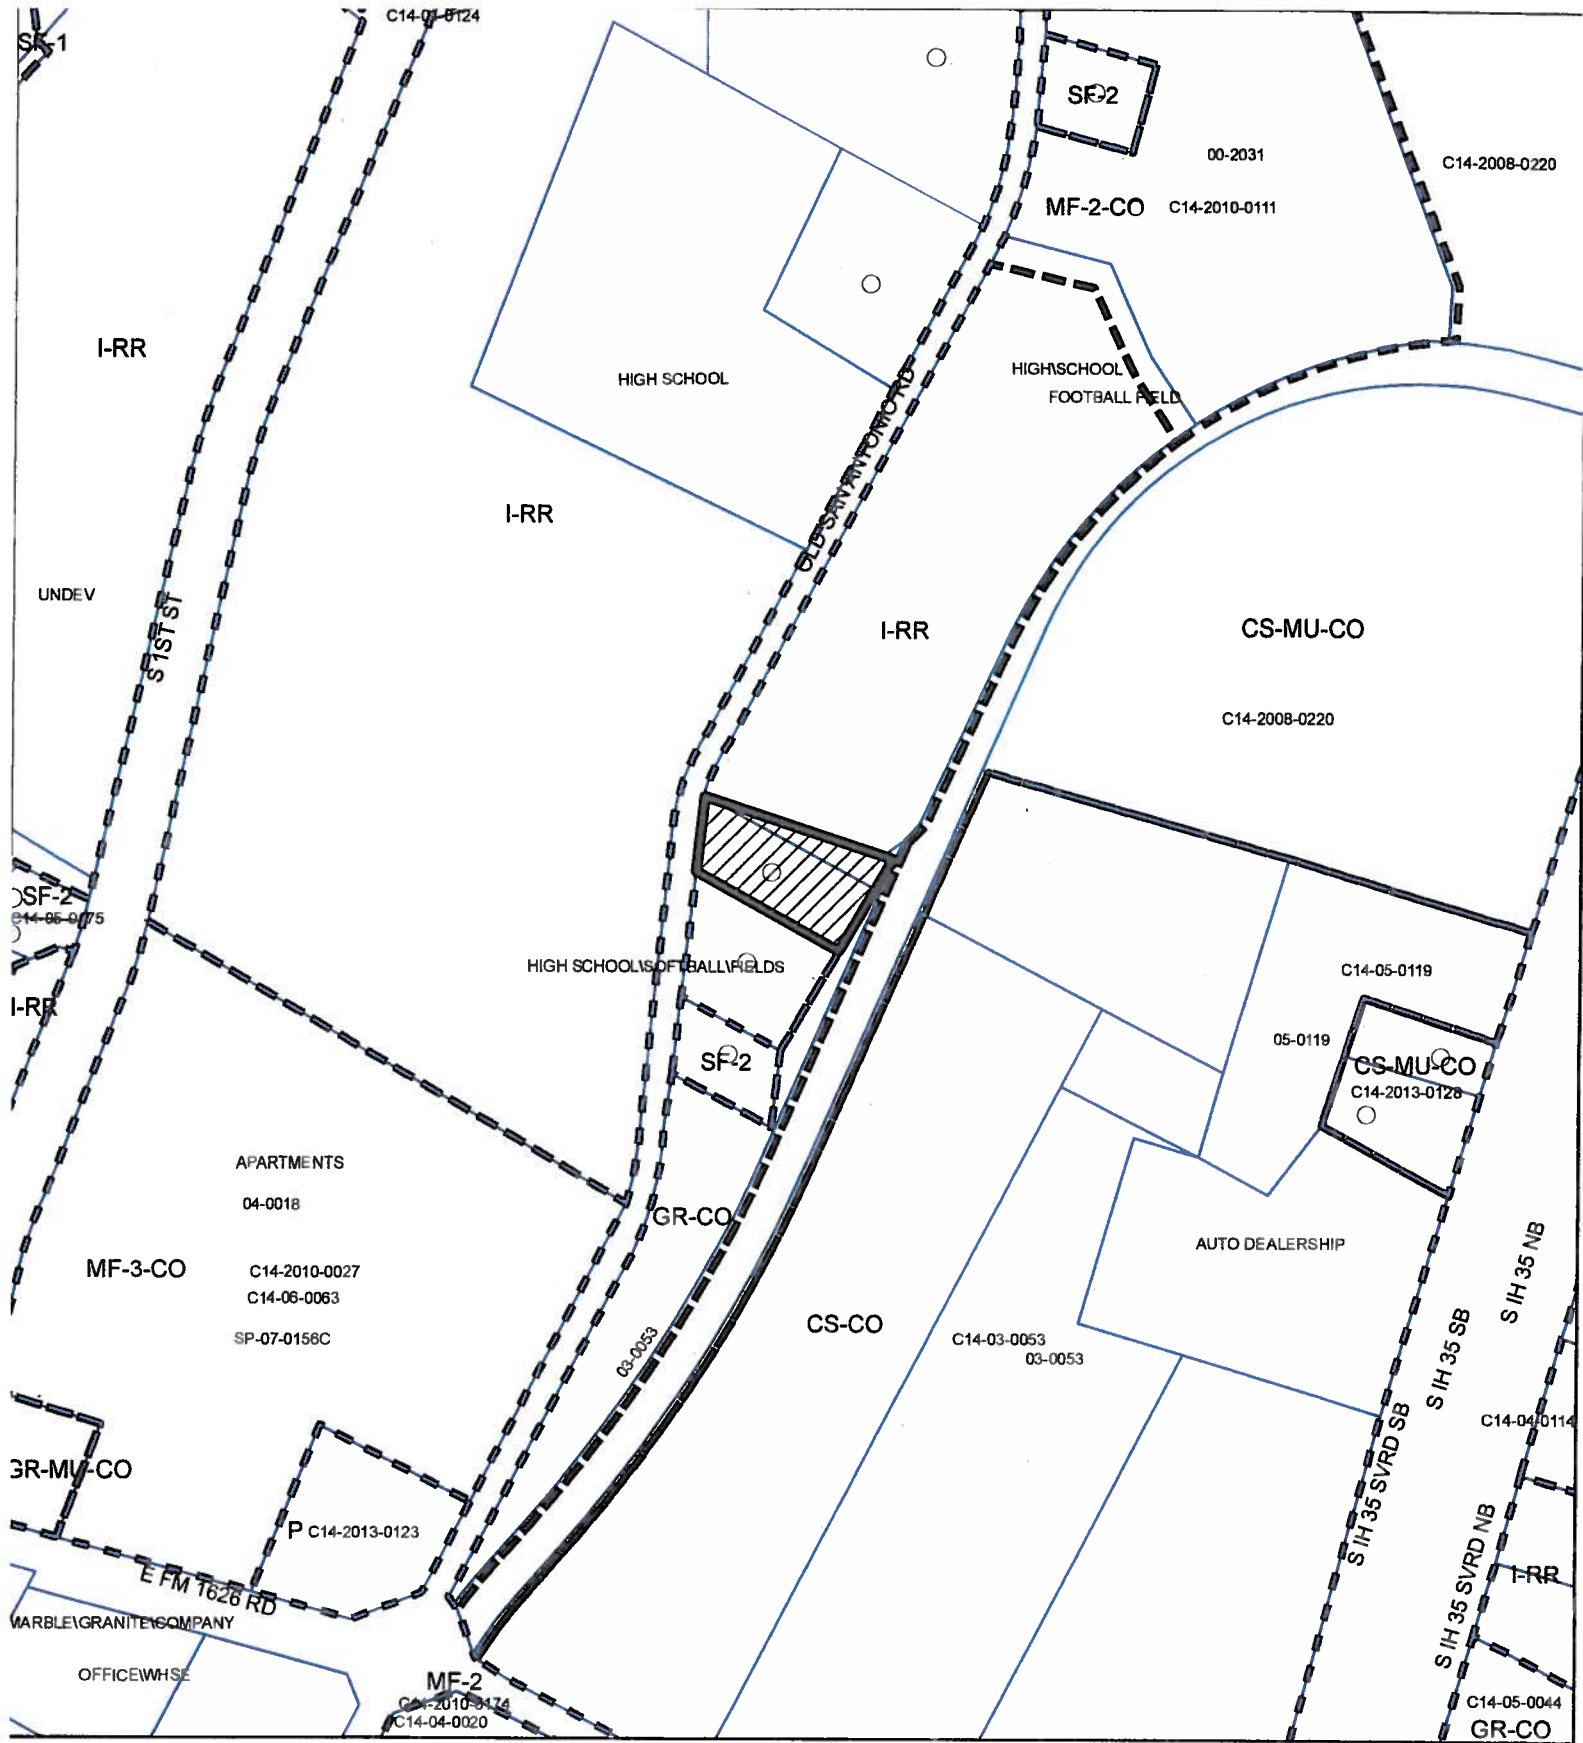 C14-01-0124
SF-1
SF-2
00-2031
C14-2008-0220
MF-2-CO
C14-2010-0111
I-RR
HIGH SCHOOL
HIGH\SCHOOL
FOOTBALL FIELD
OLD SAN ANTONIO RD
I-RR
UNDEV
S 1ST ST
I-RR
CS-MU-CO
C14-2008-0220
SF-2
C14-05-0175
HIGH SCHOOL\SOFTBALL\FIELDS
C14-05-0119
I-RR
05-0119
SF-2
CS-MU-CO
C14-2013-0128
APARTMENTS
04-0018
GR-CO
AUTO DEALERSHIP
S IH 35 NB
MF-3-CO
C14-2010-0027
C14-06-0063
SP-07-0156C
CS-CO
C14-03-0053
03-0053
03-0053
S IH 35 SB
C14-04-0114
GR-MU-CO
S IH 35 SVRD SB
P C14-2013-0123
S IH 35 SVRD NB
E FM 1626 RD
I-RR
MARBLE\GRANITE\COMPANY
OFFICE\WHSE
MF-2
C14-2010-0174
C14-04-0020
C14-05-0044
GR-CO